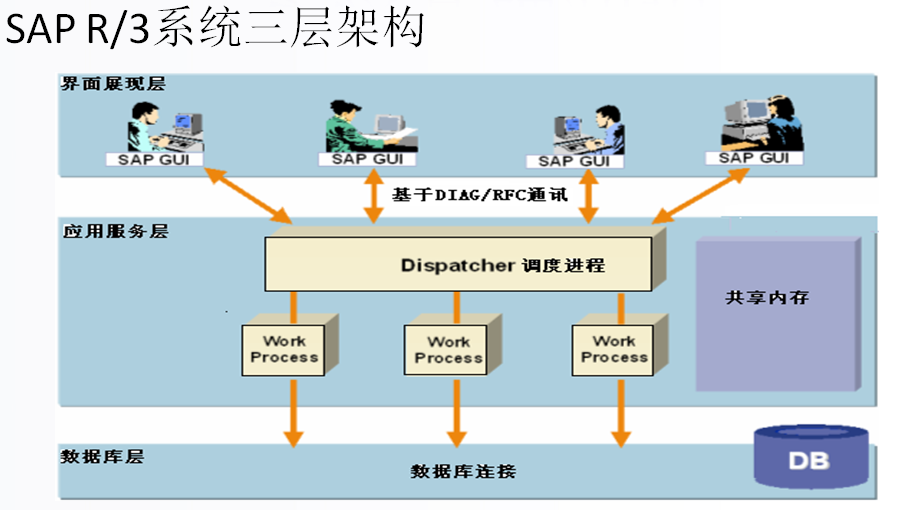 SAP R/3系统三层架构
界面展现层
SAP GUI
SAP GUI
SAP GUI
SAP GUI
基于DIAG/RFC通讯
应用服务层
Dispatcher 调度进程
共享内存
Work
Process
Work
Process
Work
Process
数据库层
数据库连接
DB